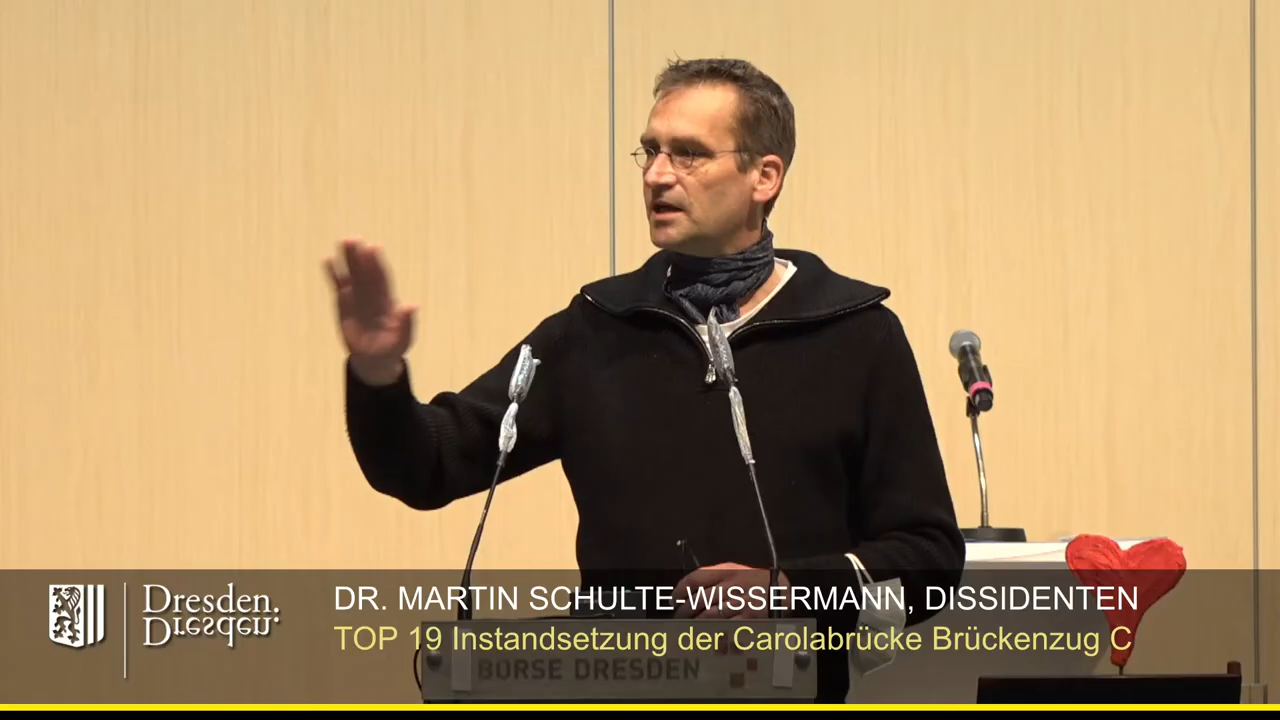 DR. MARTIN SCHULTE-WISSERMANN, DISSIDENTEN
TOP 19 Instandsetzung der Carolabrücke Brückenzug C
Dresden.
Dresden.
BÖRSE DRESDEN